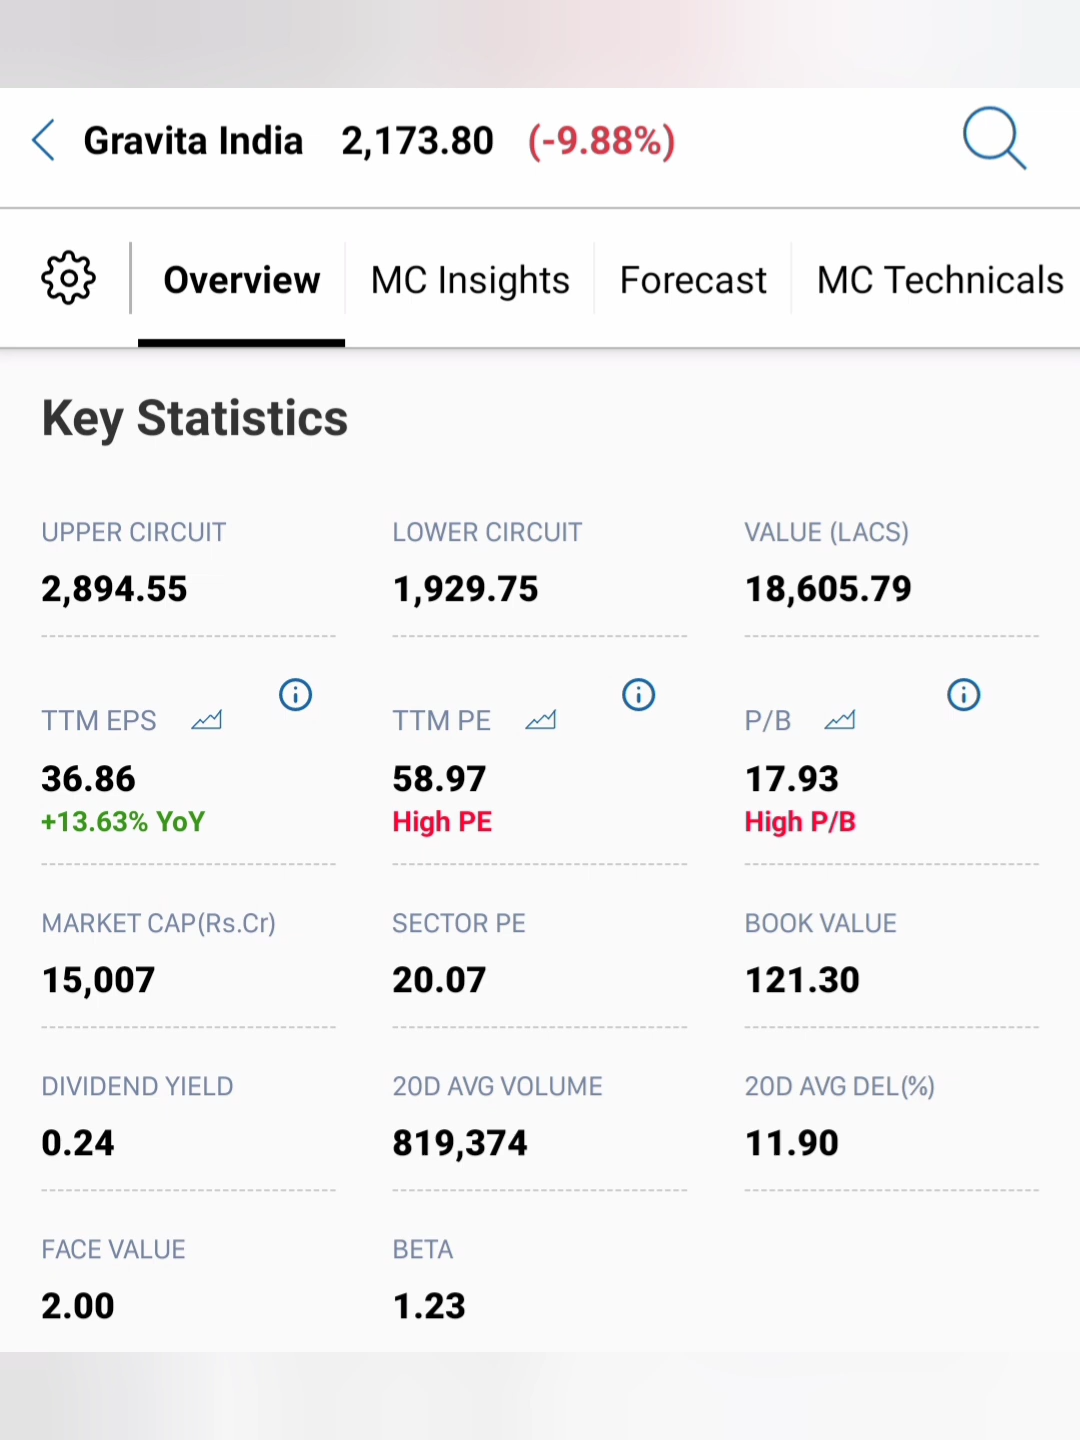 Gravita India 2,173.80 (-9.88%)
Overview MC Insights Forecast MC Technicals
Key Statistics
UPPER CIRCUIT LOWER CIRCUIT VALUE (LACS)
2,894.55 1,929.75 18,605.79
TTM EPS TTM PE P/B
36.86 58.97 17.93
+13.63% YoY High PE High P/B
MARKET CAP(Rs.Cr) SECTOR PE BOOK VALUE
15,007 20.07 121.30
DIVIDEND YIELD 20D AVG VOLUME 20D AVG DEL(%)
0.24 819,374 11.90
FACE VALUE BETA
2.00 1.23